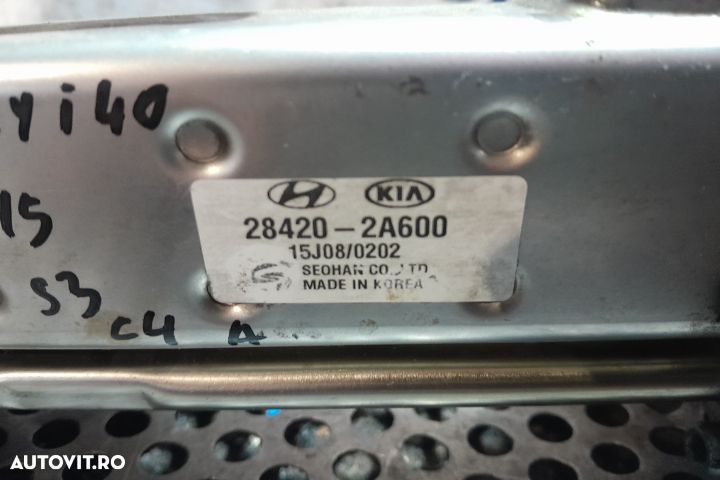 y i40
KIA
28420-2A600
15J08/0202
SEOHAN CO.,LTD
MADE IN KOREA
15
S3
C4 A
AUTOVIT.RO